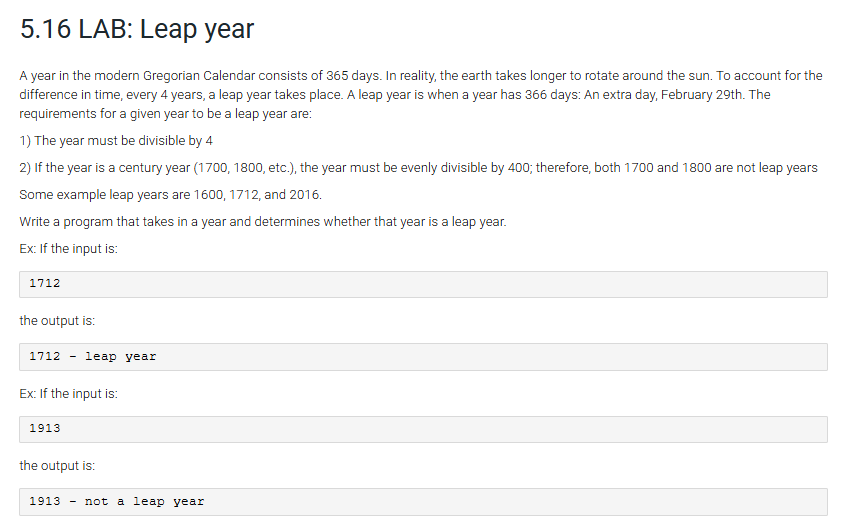 5.16 LAB: Leap year
A year in the modern Gregorian Calendar consists of 365 days. In reality, the earth takes longer to rotate around the sun. To account for the
difference in time, every 4 years, a leap year takes place. A leap year is when a year has 366 days: An extra day, February 29th. The
requirements for a given year to be a leap year are:
1) The year must be divisible by 4
2) If the year is a century year (1700, 1800, etc.), the year must be evenly divisible by 400; therefore, both 1700 and 1800 are not leap years
Some example leap years are 1600, 1712, and 2016.
Write a program that takes in a year and determines whether that year is a leap year.
Ex: If the input is:
1712
the output is:
1712 - leap year
Ex: If the input is:
1913
the output is:
1913 - not a leap year